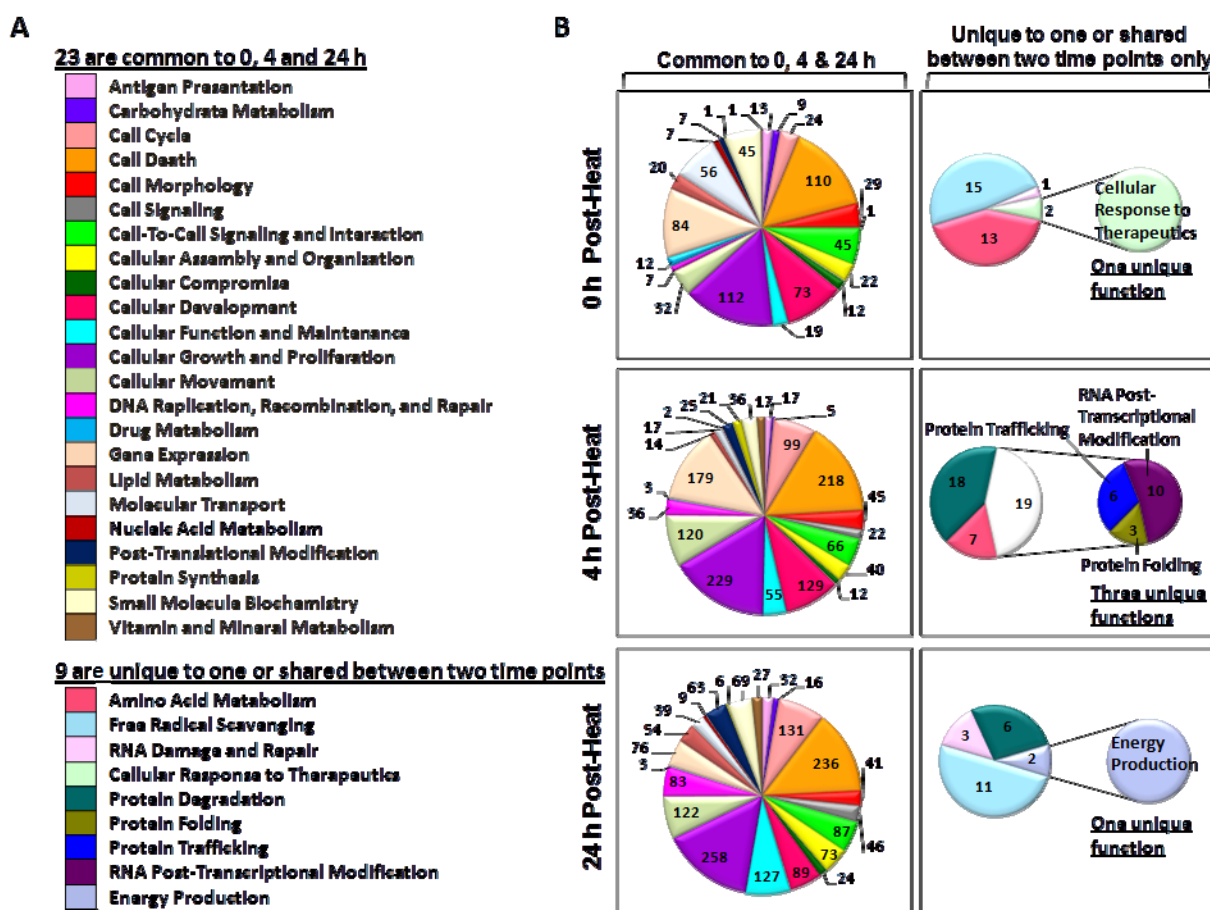 A
23 are common to 0, 4 and 24 h
Antigen Presentation
Carbohydrate Metabolism
Cell Cycle
Cell Death
Cell Morphology
Cell Signaling
Cell-To-Cell Signaling and Interaction
Cellular Assembly and Organization
Cellular Compromise
Cellular Development
Cellular Function and Maintenance
Cellular Growth and Proliferation
Cellular Movement
DNA Replication, Recombination, and Repair
Drug Metabolism
Gene Expression
Lipid Metabolism
Molecular Transport
Nucleic Acid Metabolism
Post-Translational Modification
Protein Synthesis
Small Molecule Biochemistry
Vitamin and Mineral Metabolism
9 are unique to one or shared between two time points
Amino Acid Metabolism
Free Radical Scavenging
RNA Damage and Repair
Cellular Response to Therapeutics
Protein Degradation
Protein Folding
Protein Trafficking
RNA Post-Transcriptional Modification
Energy Production
B
Common to 0, 4 & 24 h
Unique to one or shared
between two time points only
0 h Post-Heat
7 7 1 1 13 9 24
20 56 45 110 29
1
84 45
12 22
7 12
52 112 73 19
15 1
2
13
Cellular
Response to
Therapeutics
One unique
function
4 h Post-Heat
14 17 2 25 21 36 17 5
99
179 218 45
22
36 66
120 40
12
229 55 129
Protein Trafficking
RNA Post-
Transcriptional
Modification
18 19 7
6 10
3
Protein Folding
Three unique
functions
24 h Post-Heat
54 9 63 6 69 27 16
76 131
236 41
83 46
122 87
73
24
258 127 89
3 6
2
11
Energy
Production
One unique
function